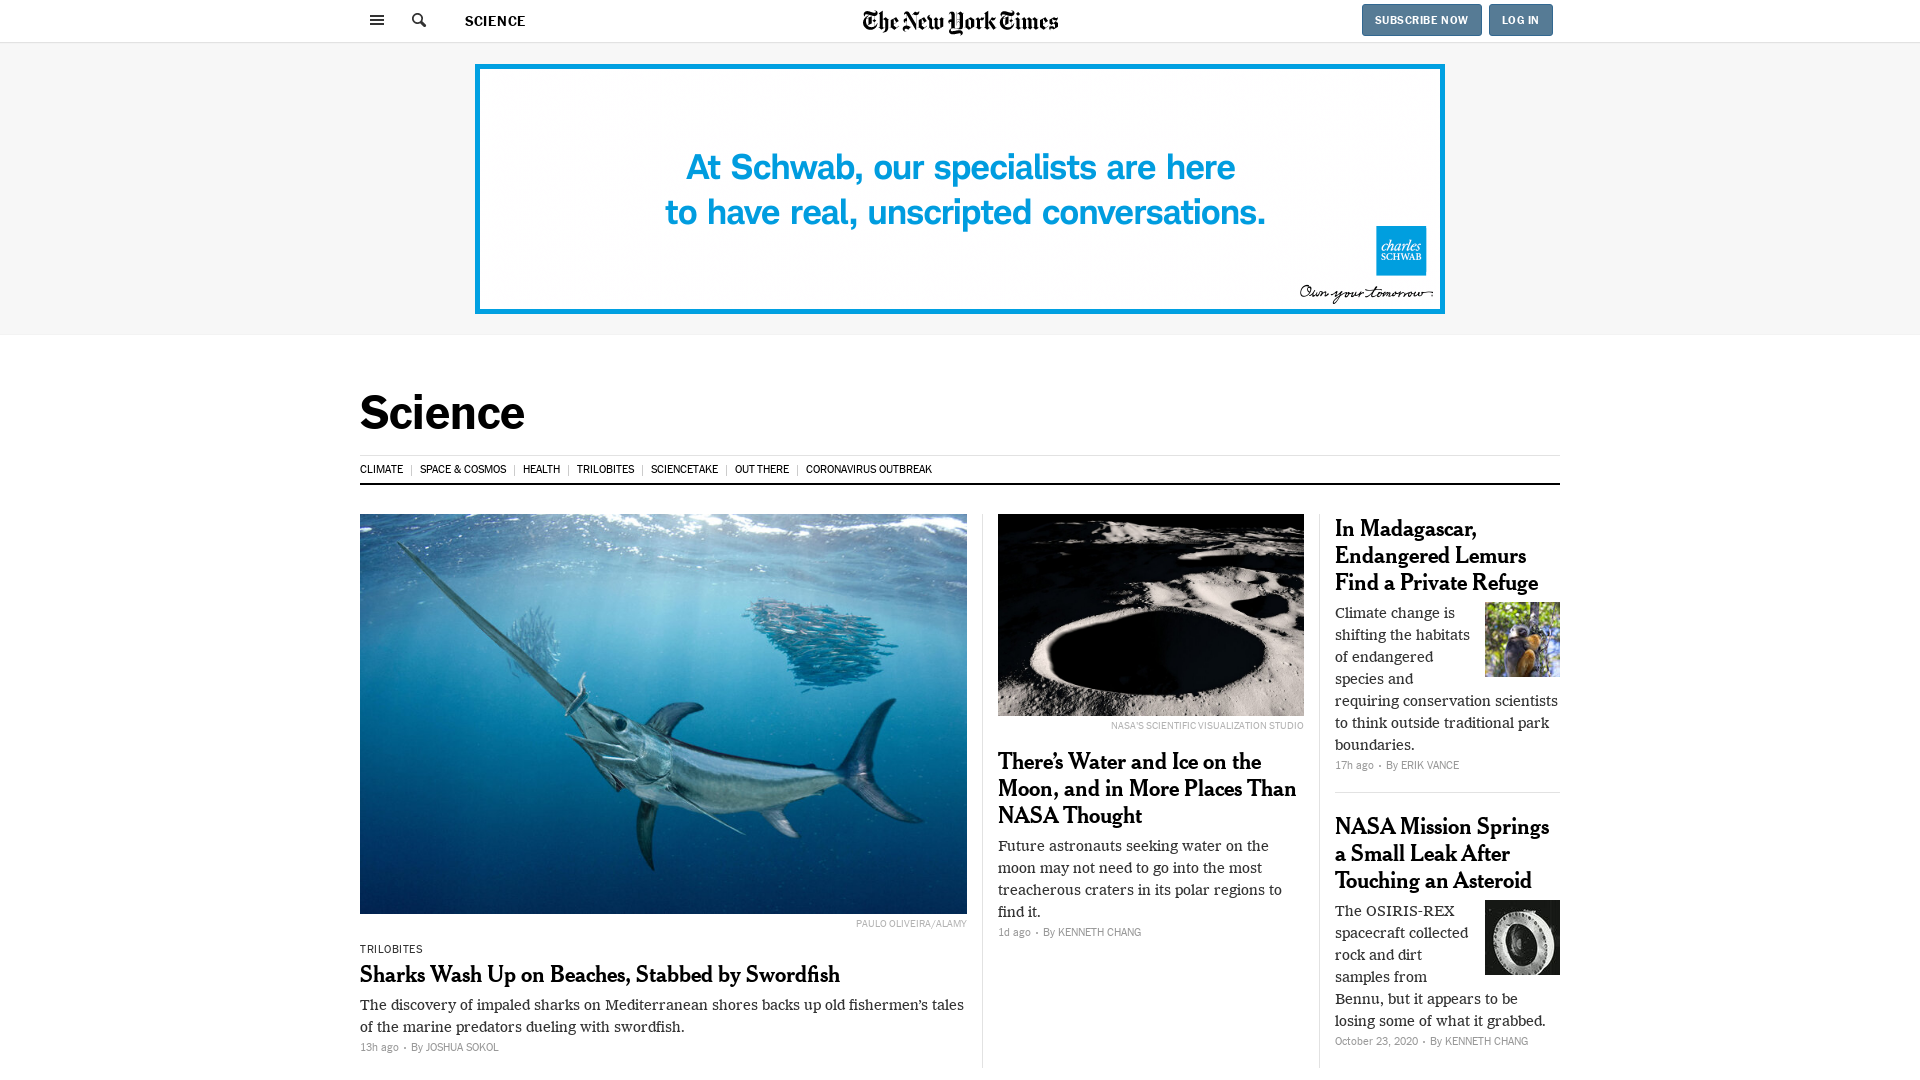 SCIENCE
The New York Times
SUBSCRIBE NOW
LOG IN
At Schwab, our specialists are here
to have real, unscripted conversations.
charles
SCHWAB
Own your tomorrow.
Science
CLIMATE
SPACE & COSMOS
HEALTH
TRILOBITES
SCIENCETAKE
OUT THERE
CORONAVIRUS OUTBREAK
PAULO OLIVEIRA/ALAMY
TRILOBITES
Sharks Wash Up on Beaches, Stabbed by Swordfish
The discovery of impaled sharks on Mediterranean shores backs up old fishermen’s tales
of the marine predators dueling with swordfish.
13h ago • By JOSHUA SOKOL
NASA'S SCIENTIFIC VISUALIZATION STUDIO
There’s Water and Ice on the
Moon, and in More Places Than
NASA Thought
Future astronauts seeking water on the
moon may not need to go into the most
treacherous craters in its polar regions to
find it.
1d ago • By KENNETH CHANG
In Madagascar,
Endangered Lemurs
Find a Private Refuge
Climate change is
shifting the habitats
of endangered
species and
requiring conservation scientists
to think outside traditional park
boundaries.
17h ago • By ERIK VANCE
NASA Mission Springs
a Small Leak After
Touching an Asteroid
The OSIRIS-REX
spacecraft collected
rock and dirt
samples from
Bennu, but it appears to be
losing some of what it grabbed.
October 23, 2020 • By KENNETH CHANG